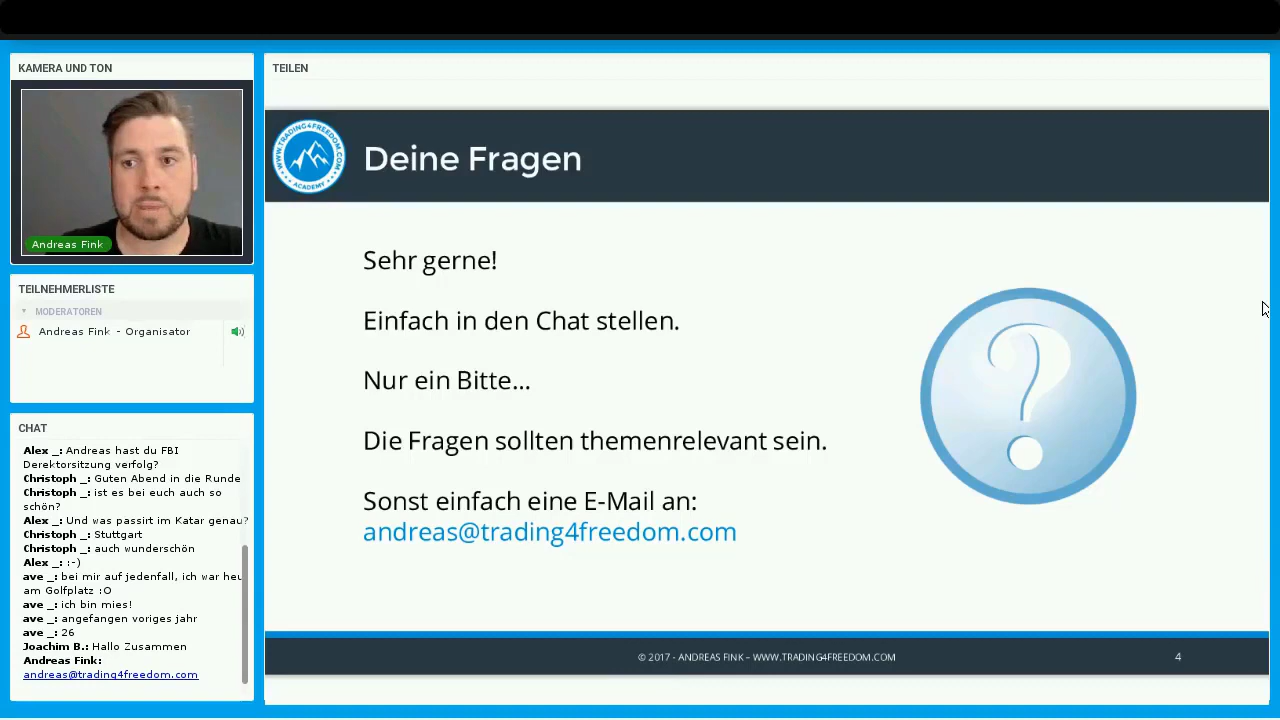 KAMERA UND TON
Andreas Fink
TEILNEHMERLISTE
MODERATOREN
Andreas Fink - Organisator
CHAT
Alex _: Andreas hast du FBI
Derektorsitzung verfolg?
Christoph _: Guten Abend in die Runde
Christoph _: ist es bei euch auch so
schön?
Alex _: Und was passirt im Katar genau?
Christoph _: Stuttgart
Christoph _: auch wunderschön
Alex _: :-)
ave _: bei mir auf jedenfall, ich war heu
am Golfplatz :O
ave _: ich bin mies!
ave _: angefangen voriges jahr
ave _: 26
Joachim B.: Hallo Zusammen
Andreas Fink:
andreas@trading4freedom.com
TEILEN
WWW.TRADING4FREEDOM.COM
ACADEMY
Deine Fragen
Sehr gerne!
Einfach in den Chat stellen.
Nur ein Bitte...
Die Fragen sollten themenrelevant sein.
Sonst einfach eine E-Mail an:
andreas@trading4freedom.com
?
© 2017 - ANDREAS FINK – WWW.TRADING4FREEDOM.COM
4